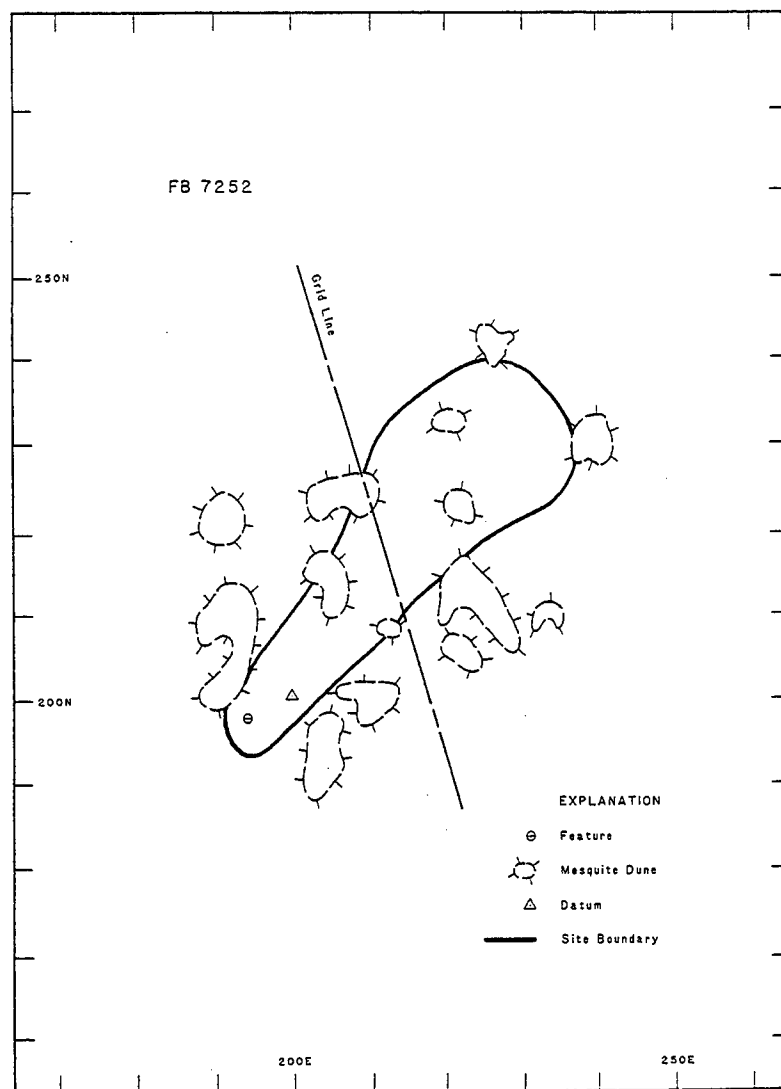 FB 7252
250N
Grid Line
200N
EXPLANATION
Feature
Mesquite Dune
Datum
Site Boundary
200E
250E